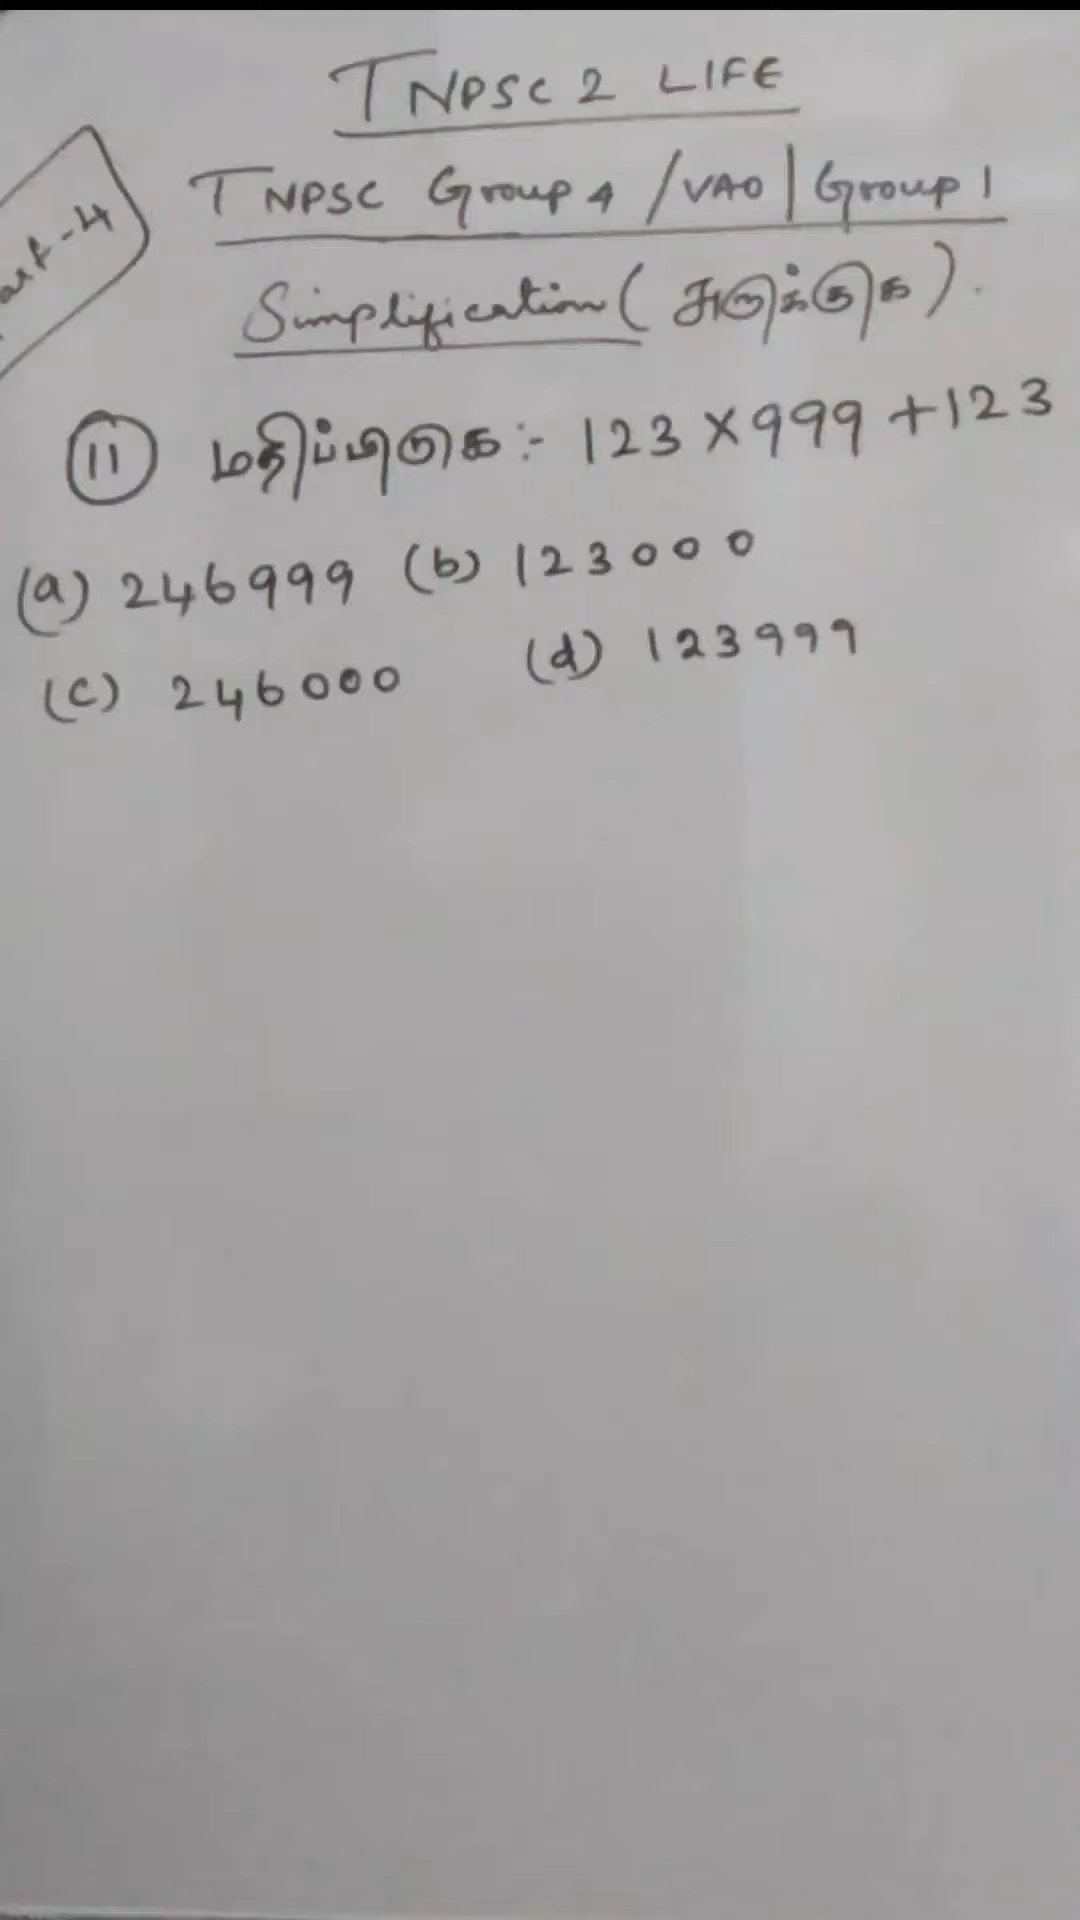 TNPSC 2 LIFE
TNPSC Group 4 /VAO | Group 1
-4
Simplification ( சுருக்குக ).
(11) மதிப்பிடுக :- 123 × 999 + 123
(a) 246999 (b) 123000
(c) 246000 (d) 123999